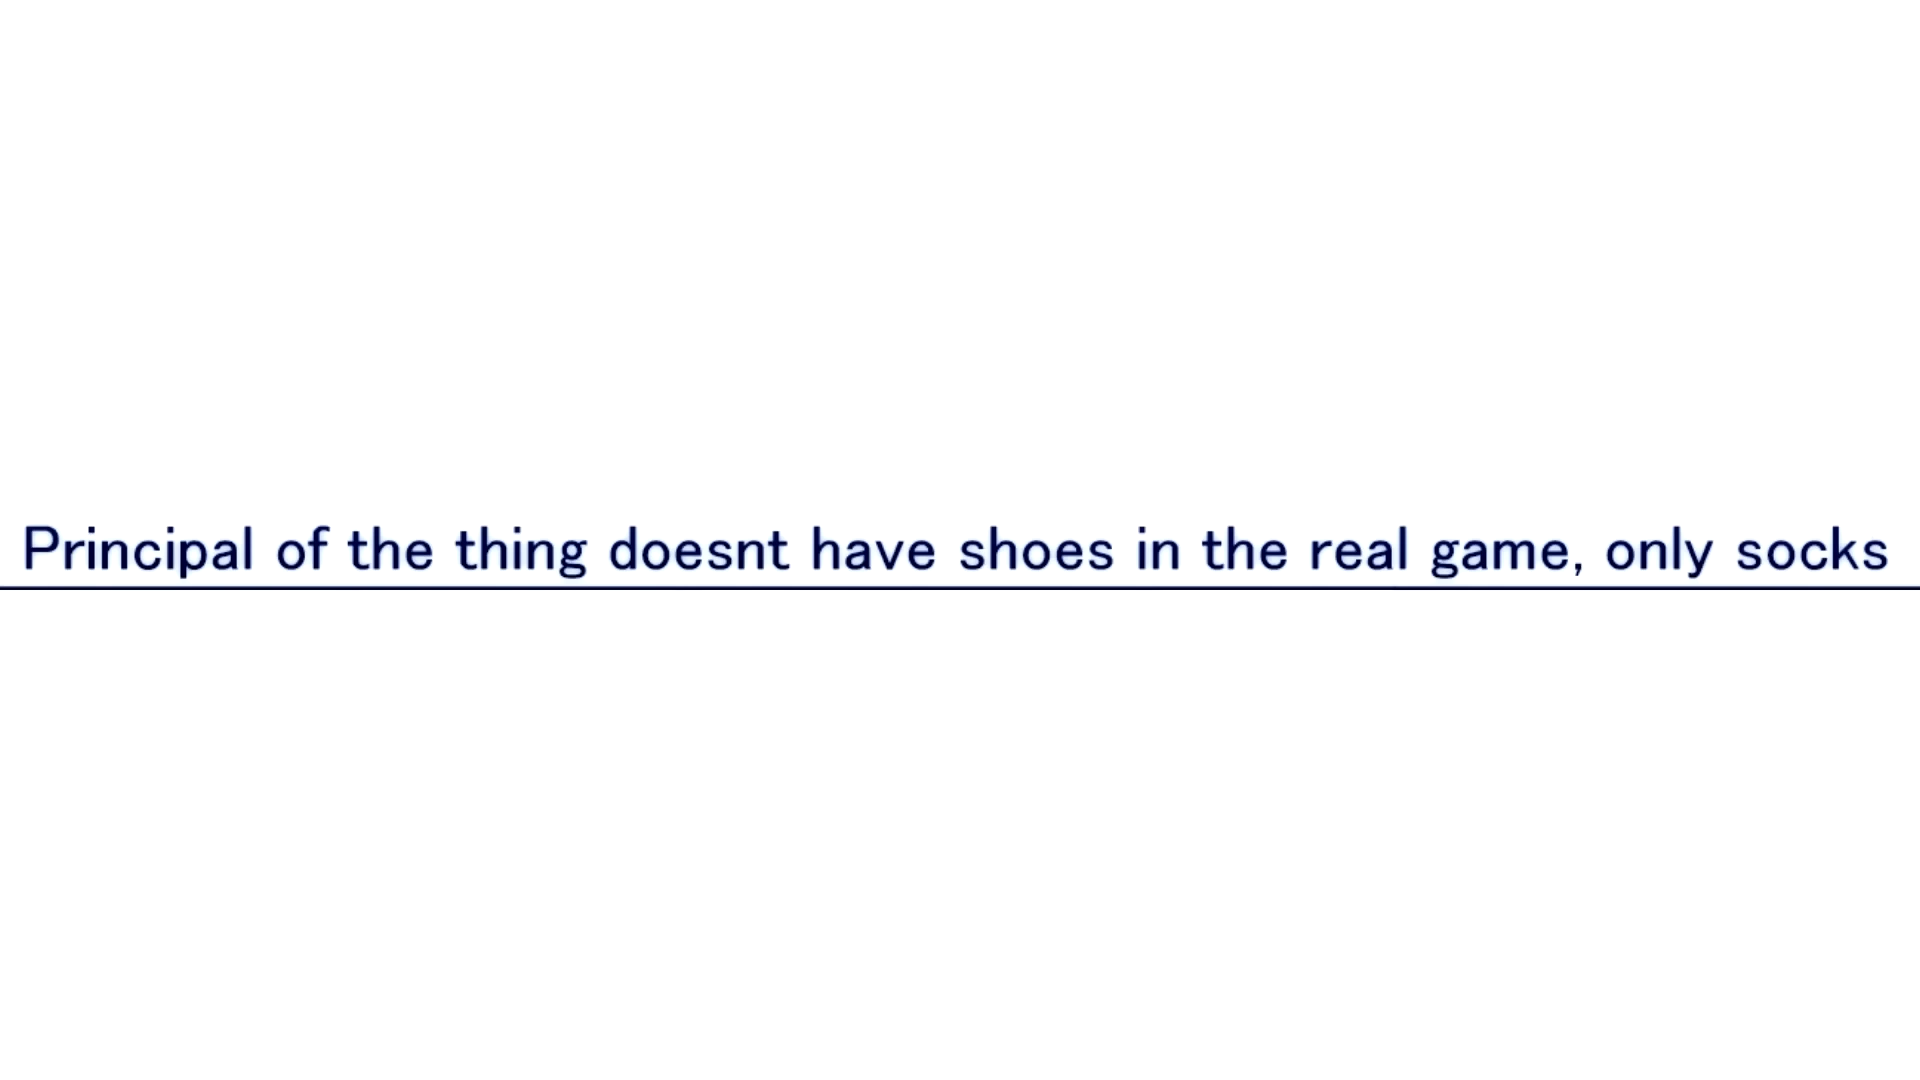 Principal of the thing doesnt have shoes in the real game, only socks